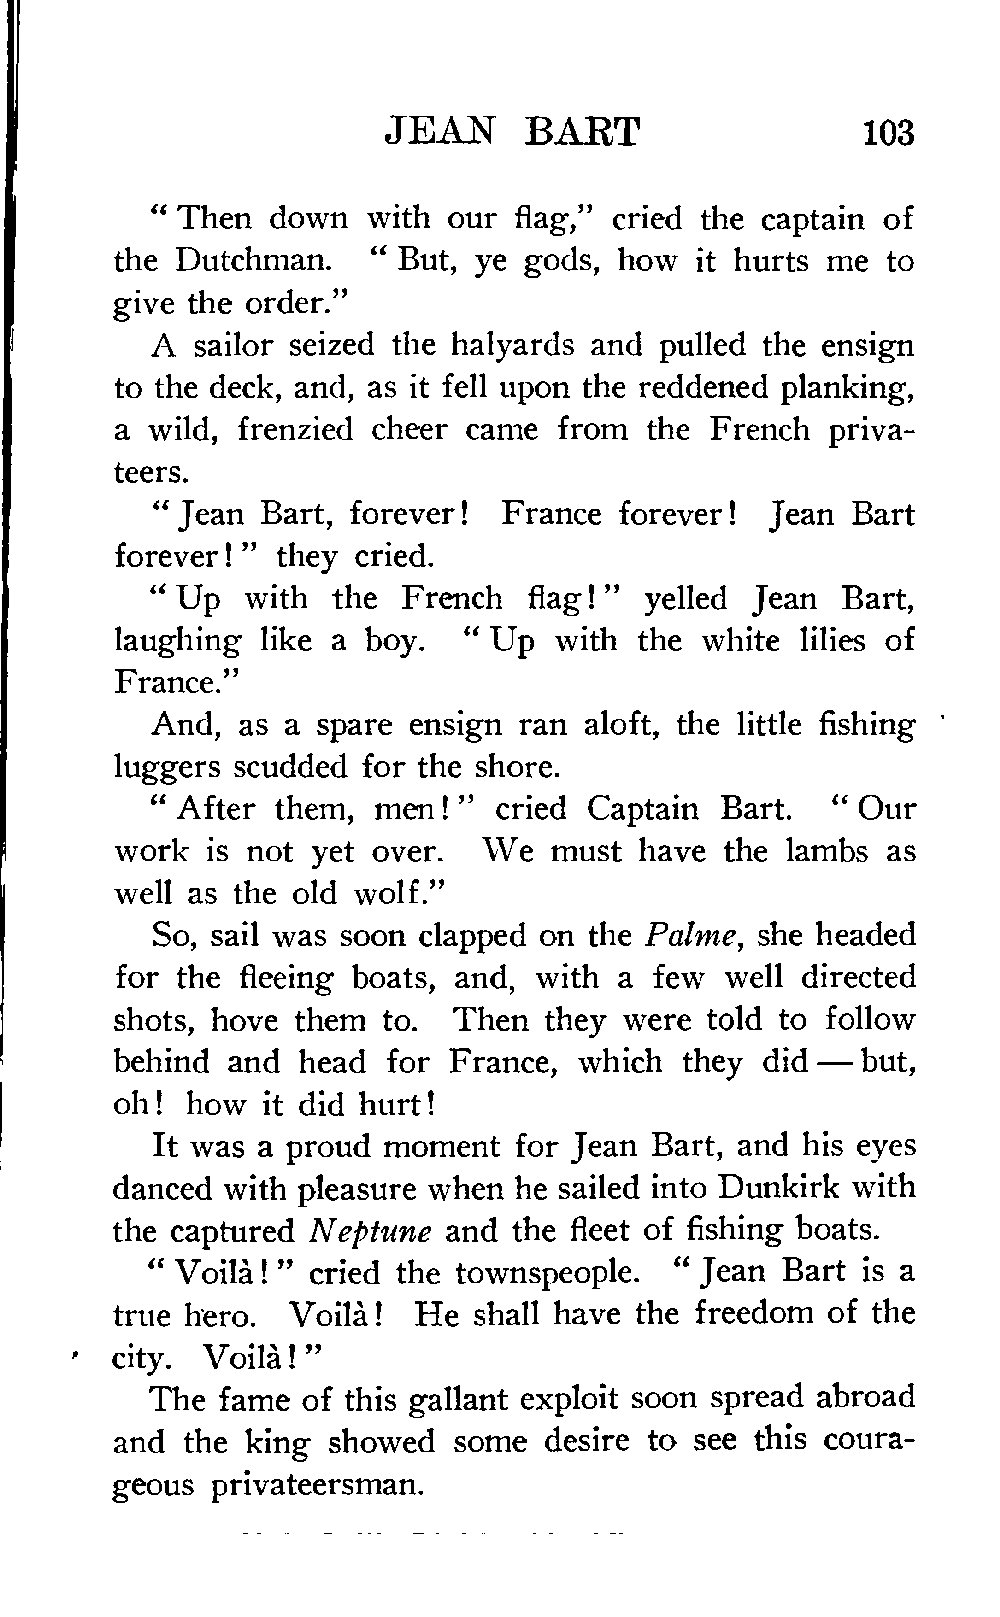 JEAN BART 103
“ Then down with our flag,” cried the captain of
the Dutchman. “ But, ye gods, how it hurts me to
give the order.”
A sailor seized the halyards and pulled the ensign
to the deck, and, as it fell upon the reddened planking,
a wild, frenzied cheer came from the French priva-
teers.
“ Jean Bart, forever! France forever! Jean Bart
forever! ” they cried.
“ Up with the French flag! ” yelled Jean Bart,
laughing like a boy. “ Up with the white lilies of
France.”
And, as a spare ensign ran aloft, the little fishing
luggers scudded for the shore.
“ After them, men! ” cried Captain Bart. “ Our
work is not yet over. We must have the lambs as
well as the old wolf.”
So, sail was soon clapped on the Palme, she headed
for the fleeing boats, and, with a few well directed
shots, hove them to. Then they were told to follow
behind and head for France, which they did — but,
oh! how it did hurt!
It was a proud moment for Jean Bart, and his eyes
danced with pleasure when he sailed into Dunkirk with
the captured Neptune and the fleet of fishing boats.
“ Voilà! ” cried the townspeople. “ Jean Bart is a
true hero. Voilà! He shall have the freedom of the
city. Voilà! ”
The fame of this gallant exploit soon spread abroad
and the king showed some desire to see this coura-
geous privateersman.